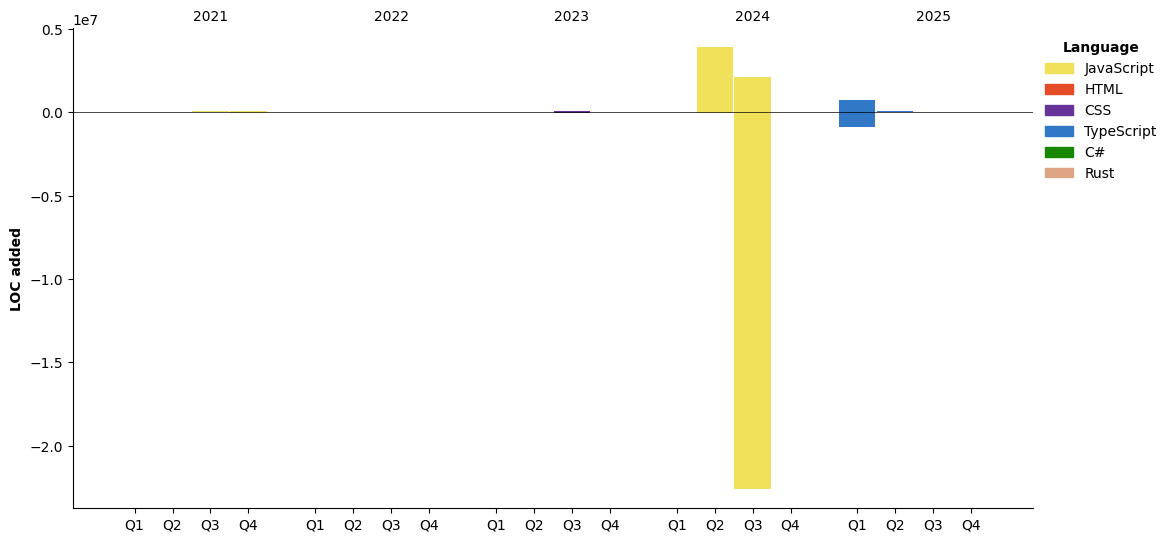 1e7
2021 2022 2023 2024 2025
0.5
0.0
−0.5
−1.0
−1.5
−2.0
LOC added
Q1 Q2 Q3 Q4 Q1 Q2 Q3 Q4 Q1 Q2 Q3 Q4 Q1 Q2 Q3 Q4 Q1 Q2 Q3 Q4
Language
JavaScript
HTML
CSS
TypeScript
C#
Rust